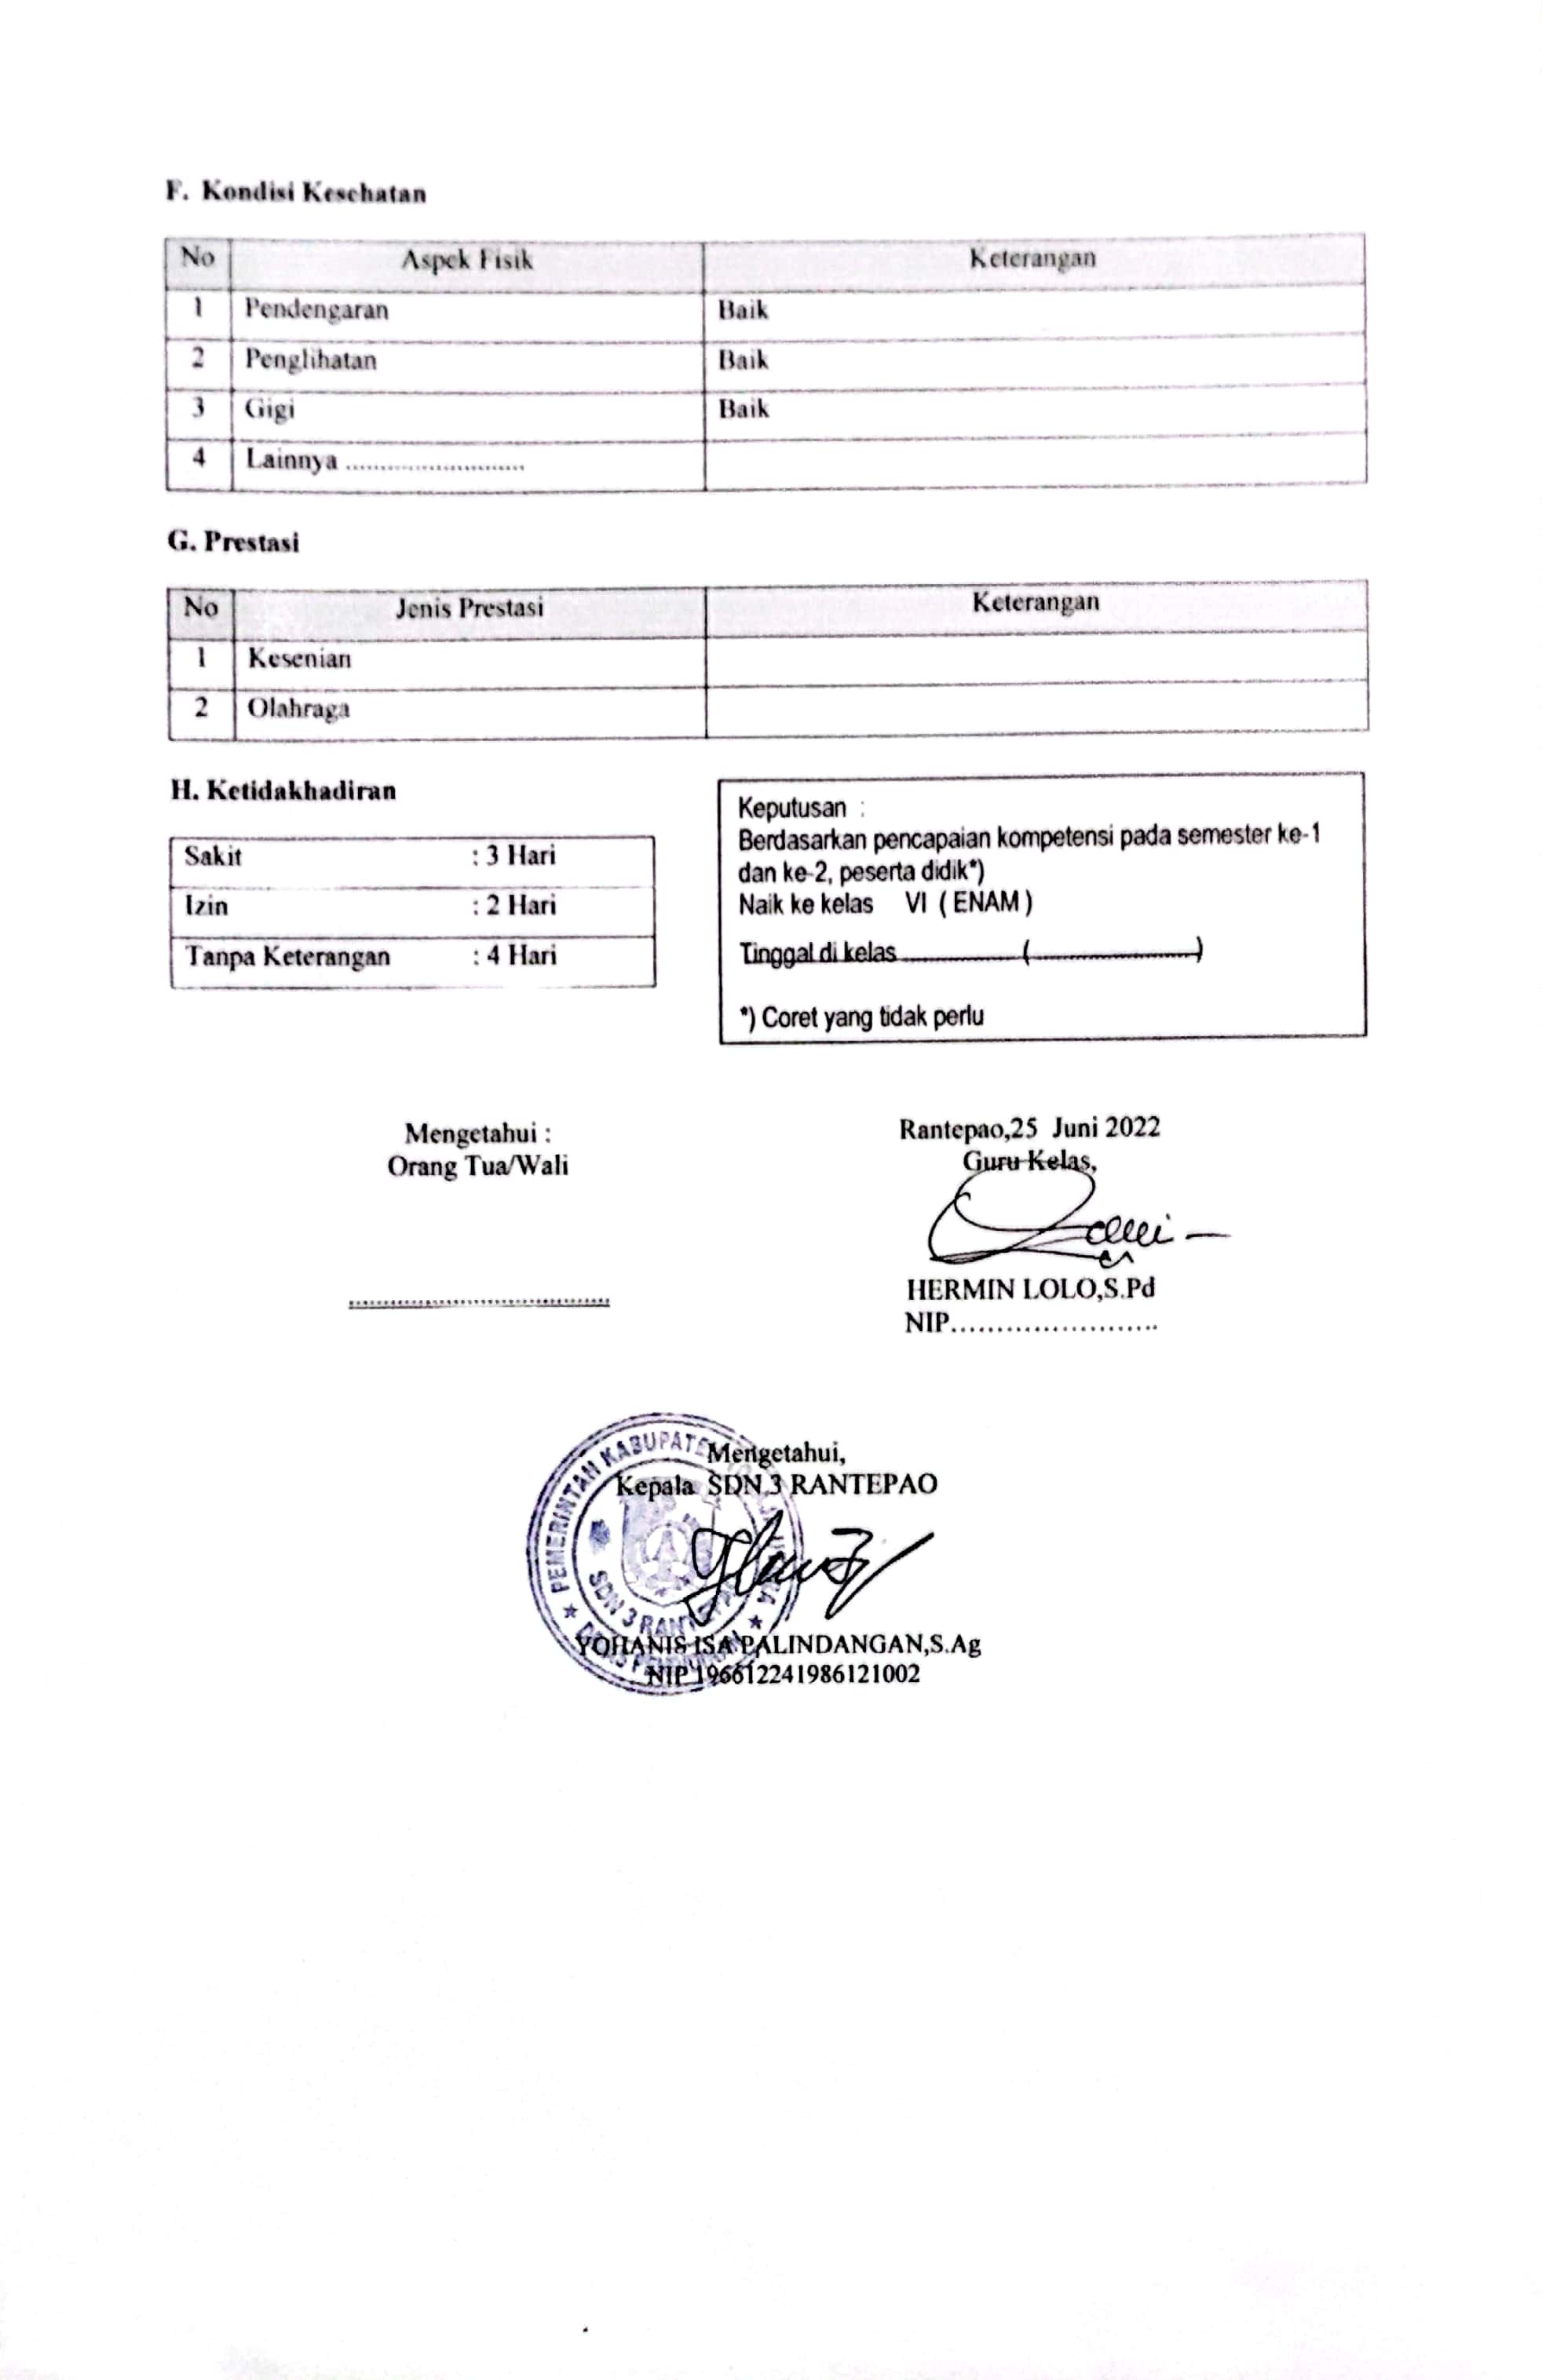 F. Kondisi Kesehatan
No Aspek Fisik Keterangan
1 Pendengaran Baik
2 Penglihatan Baik
3 Gigi Baik
4 Lainnya ..........................
G. Prestasi
No Jenis Prestasi Keterangan
1 Kesenian
2 Olahraga
H. Ketidakhadiran
Sakit : 3 Hari
Izin : 2 Hari
Tanpa Keterangan : 4 Hari
Keputusan :
Berdasarkan pencapaian kompetensi pada semester ke-1
dan ke-2, peserta didik*)
Naik ke kelas VI ( ENAM )
Tinggal di kelas ..................... (..............................)
*) Coret yang tidak perlu
Mengetahui :
Orang Tua/Wali
Rantepao,25 Juni 2022
Guru Kelas,
HERMIN LOLO,S.Pd
NIP.......................
Mengetahui,
Kepala SDN 3 RANTEPAO
PEMERINTAH KABUPATEN
SDN 3 RANTEPAO
YOHANIS ISA PALINDANGAN,S.Ag
NIP 196612241986121002